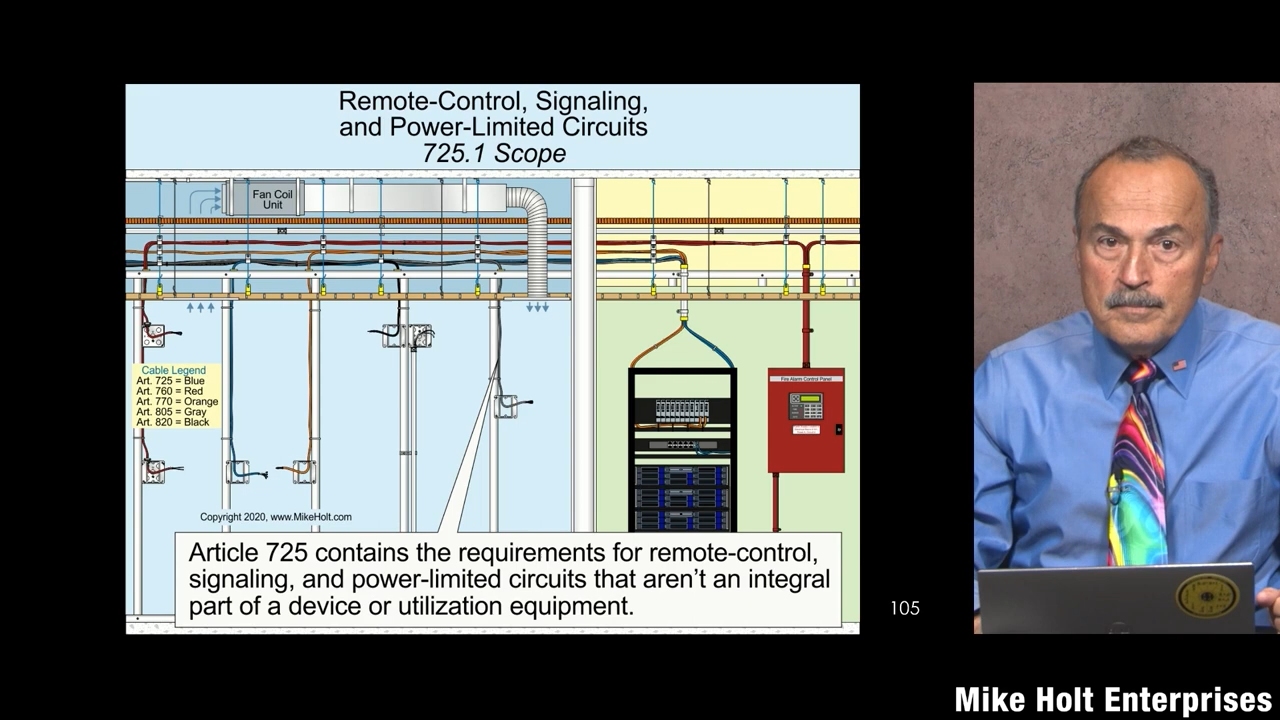 Remote-Control, Signaling,
and Power-Limited Circuits
725.1 Scope
Fan Coil
Unit
Cable Legend
Art. 725 = Blue
Art. 760 = Red
Art. 770 = Orange
Art. 805 = Gray
Art. 820 = Black
Fire Alarm Control Panel
Copyright 2020, www.MikeHolt.com
Article 725 contains the requirements for remote-control,
signaling, and power-limited circuits that aren't an integral
part of a device or utilization equipment.
105
Mike Holt Enterprises